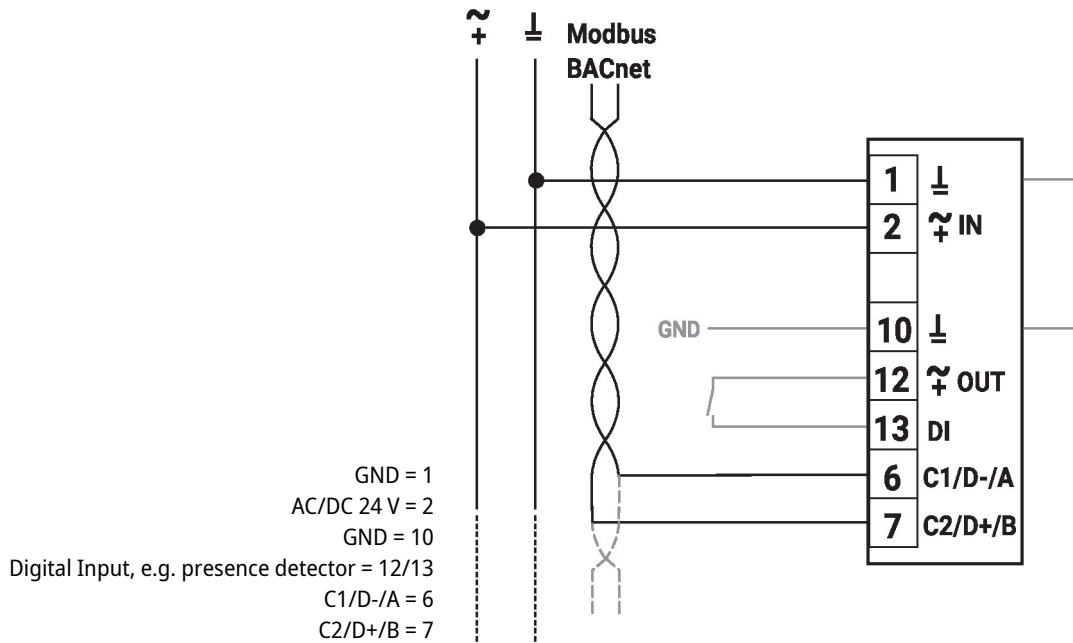 ~
+
⊥
Modbus
BACnet
1 ⊥
2 ~
+ IN
GND
10 ⊥
12 ~
+ OUT
13 DI
6 C1/D-/A
7 C2/D+/B
GND = 1
AC/DC 24 V = 2
GND = 10
Digital Input, e.g. presence detector = 12/13
C1/D-/A = 6
C2/D+/B = 7